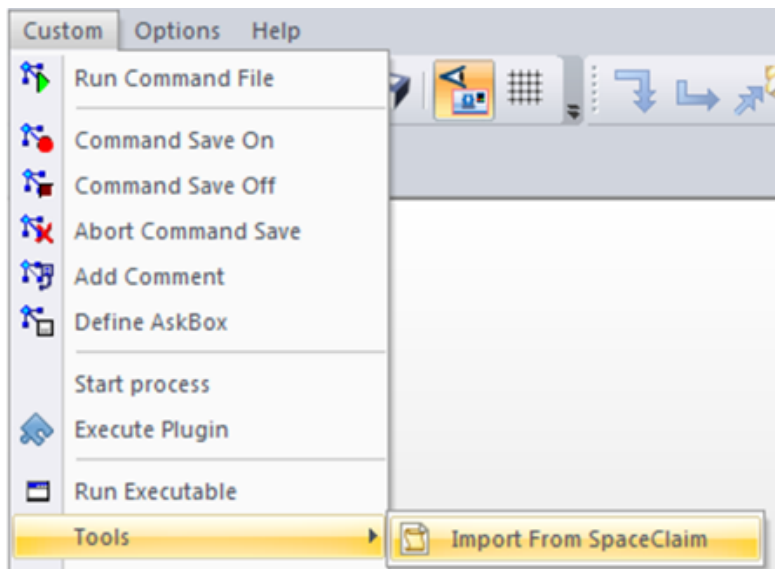 Custom Options Help
Run Command File
Command Save On
Command Save Off
Abort Command Save
Add Comment
Define AskBox
Start process
Execute Plugin
Run Executable
Tools Import From SpaceClaim